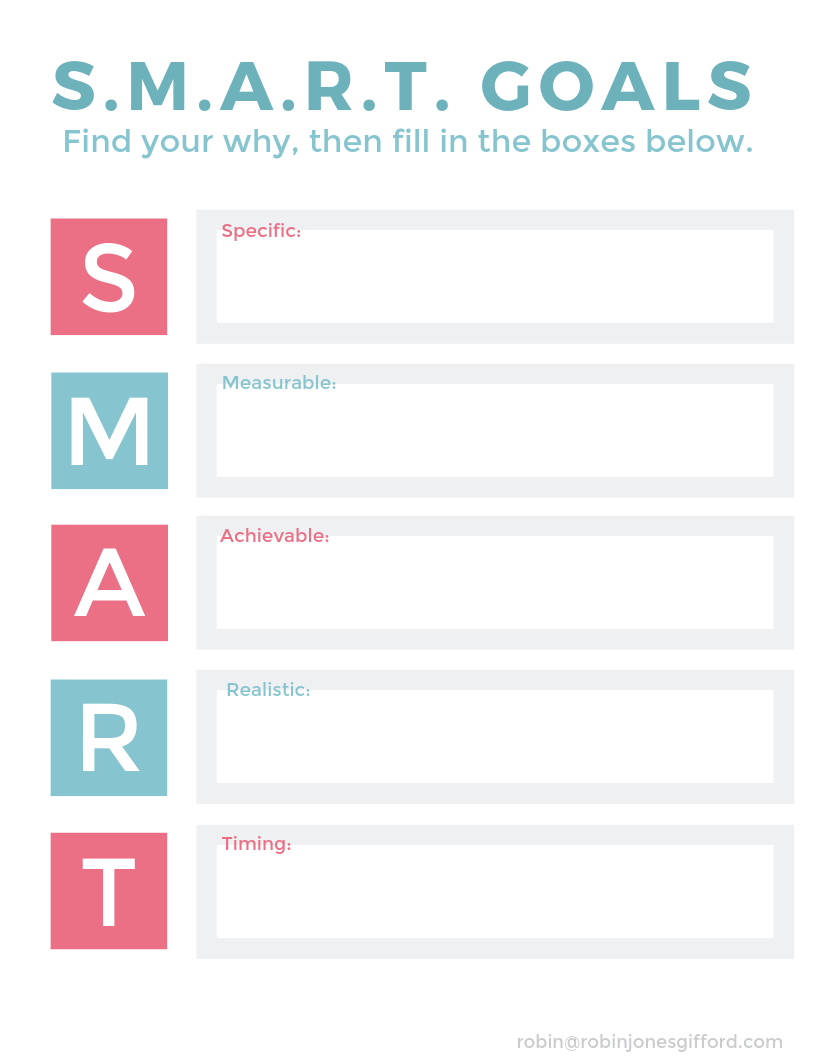 S.M.A.R.T. GOALS
Find your why, then fill in the boxes below.
S
Specific:
M
Measurable:
A
Achievable:
R
Realistic:
T
Timing:
robin@robinjonesgifford.com